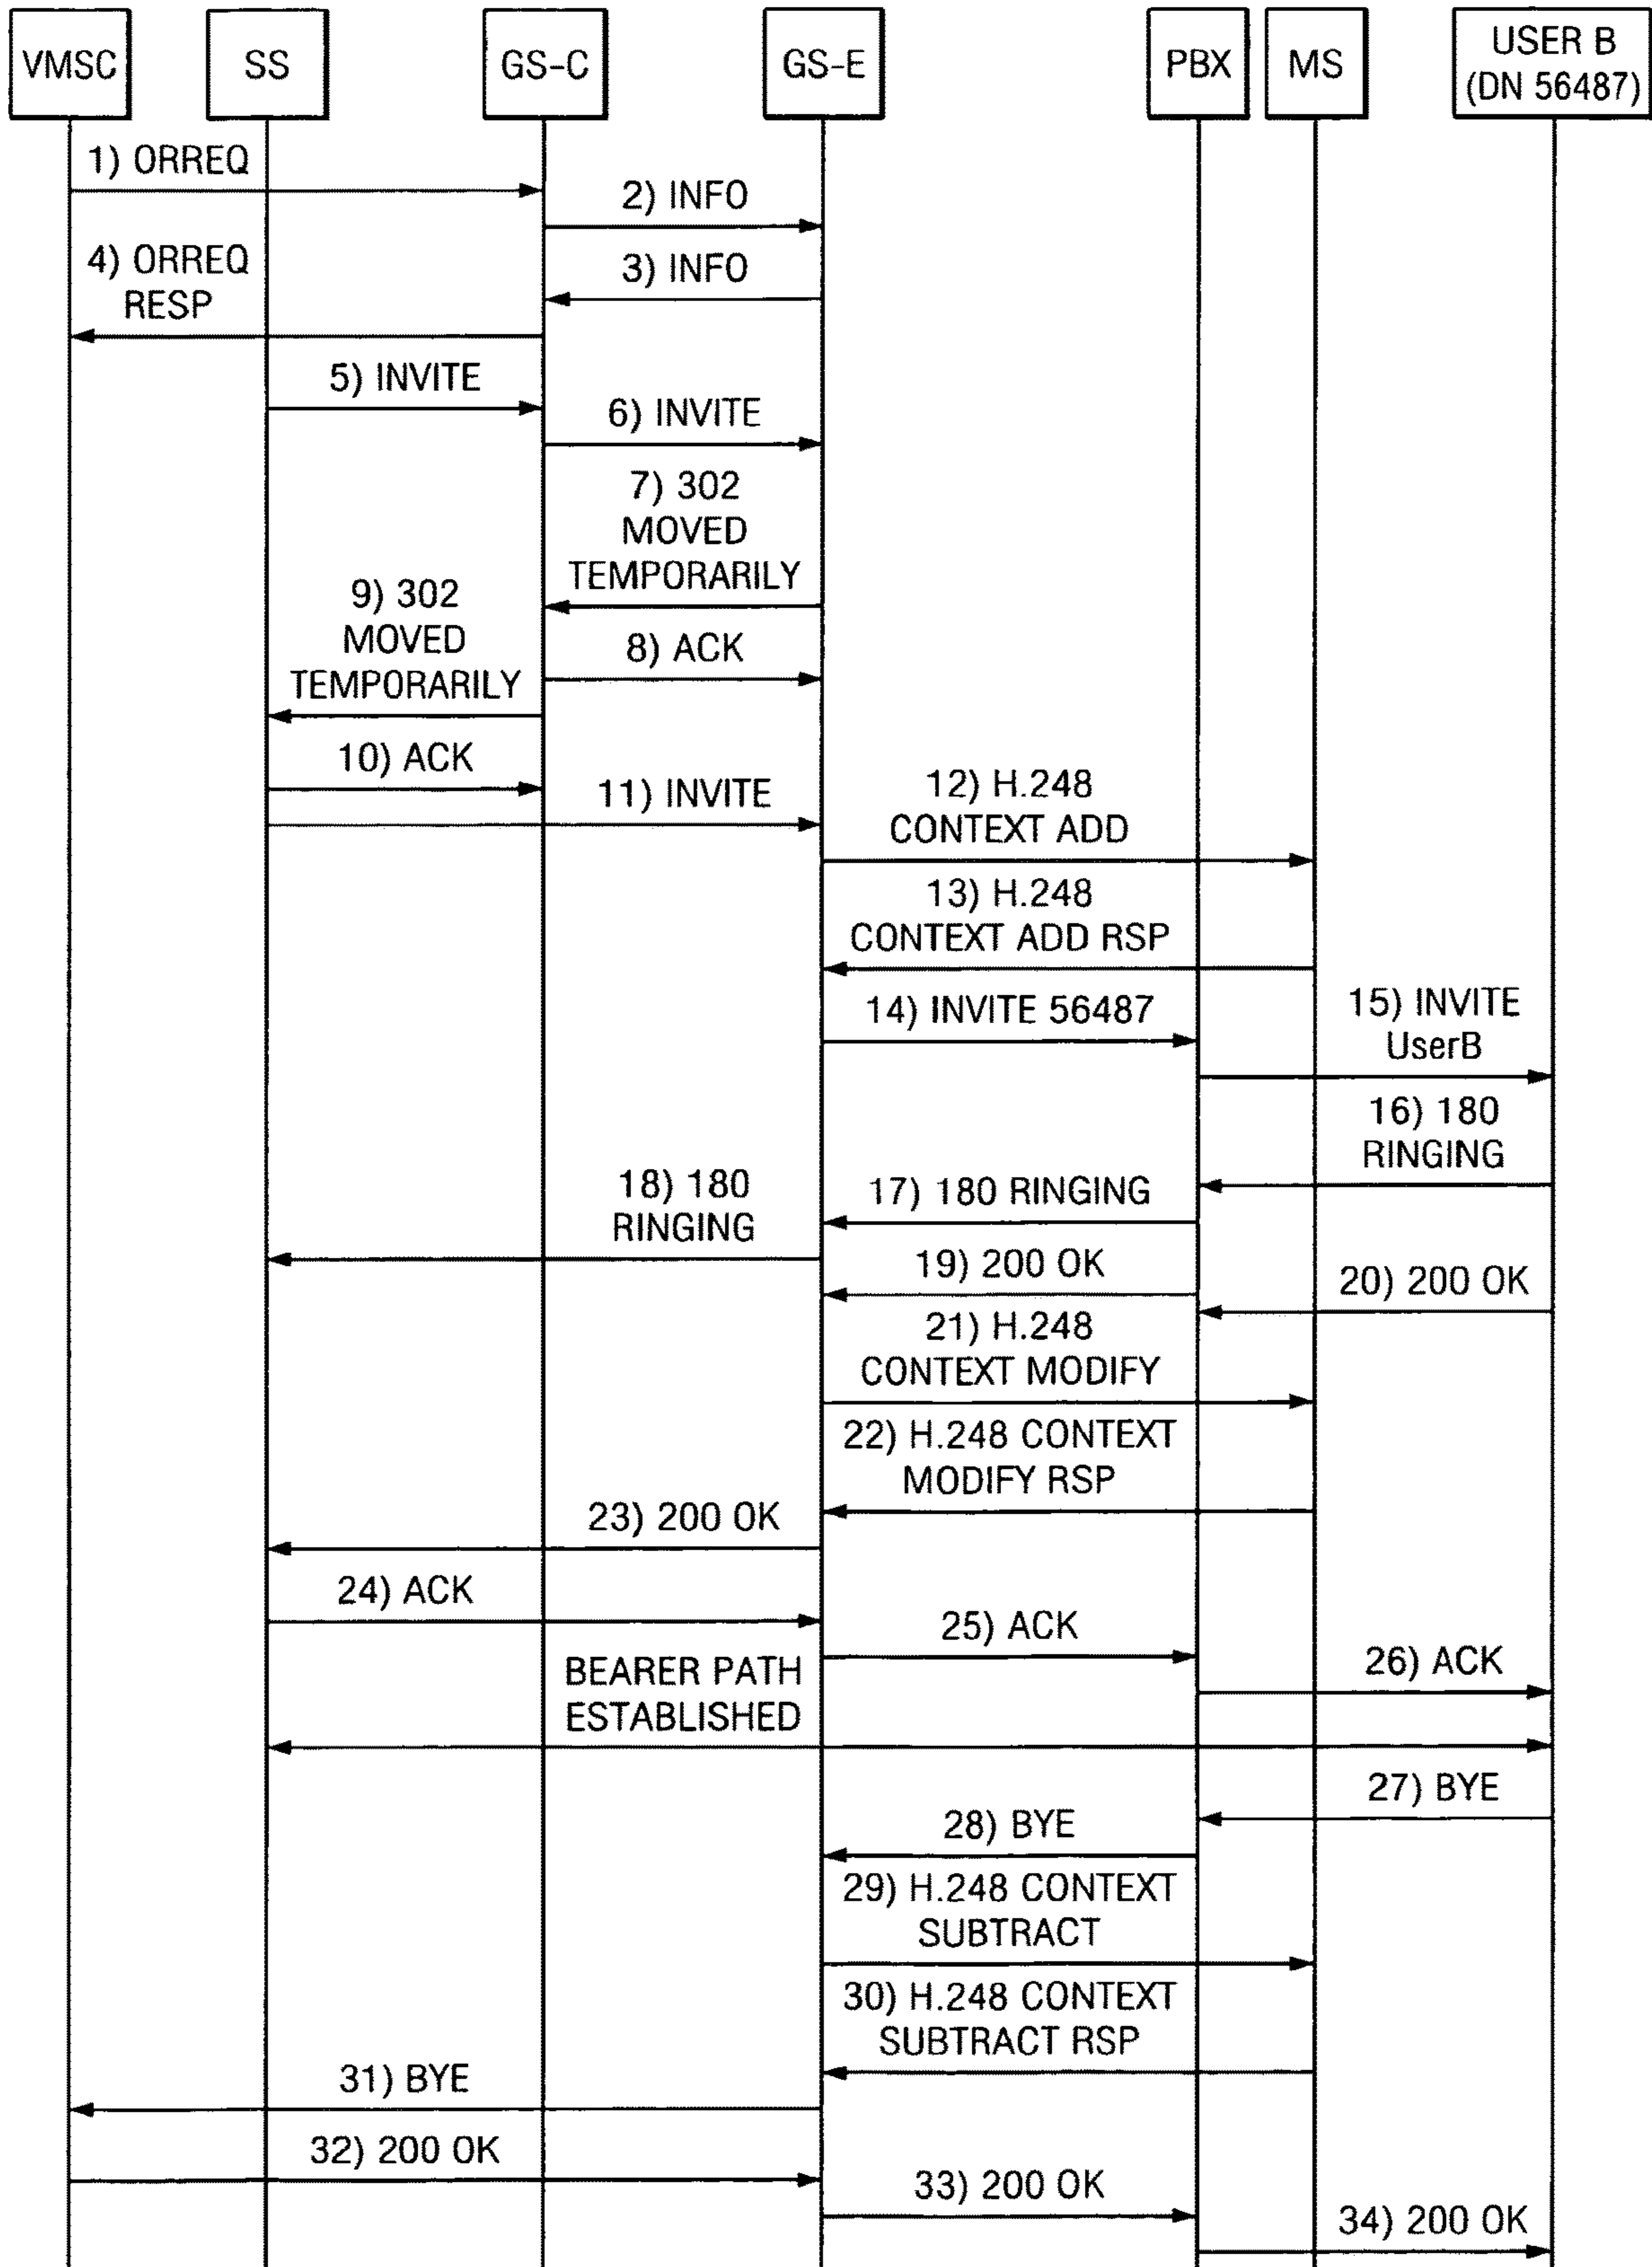 VMSC
SS
GS-C
GS-E
PBX
MS
USER B
(DN 56487)
1) ORREQ
2) INFO
4) ORREQ
RESP
3) INFO
5) INVITE
6) INVITE
7) 302
MOVED
TEMPORARILY
9) 302
MOVED
TEMPORARILY
8) ACK
10) ACK
11) INVITE
12) H.248
CONTEXT ADD
13) H.248
CONTEXT ADD RSP
14) INVITE 56487
15) INVITE
UserB
16) 180
RINGING
18) 180
RINGING
17) 180 RINGING
19) 200 OK
20) 200 OK
21) H.248
CONTEXT MODIFY
22) H.248 CONTEXT
MODIFY RSP
23) 200 OK
24) ACK
25) ACK
26) ACK
BEARER PATH
ESTABLISHED
27) BYE
28) BYE
29) H.248 CONTEXT
SUBTRACT
30) H.248 CONTEXT
SUBTRACT RSP
31) BYE
32) 200 OK
33) 200 OK
34) 200 OK